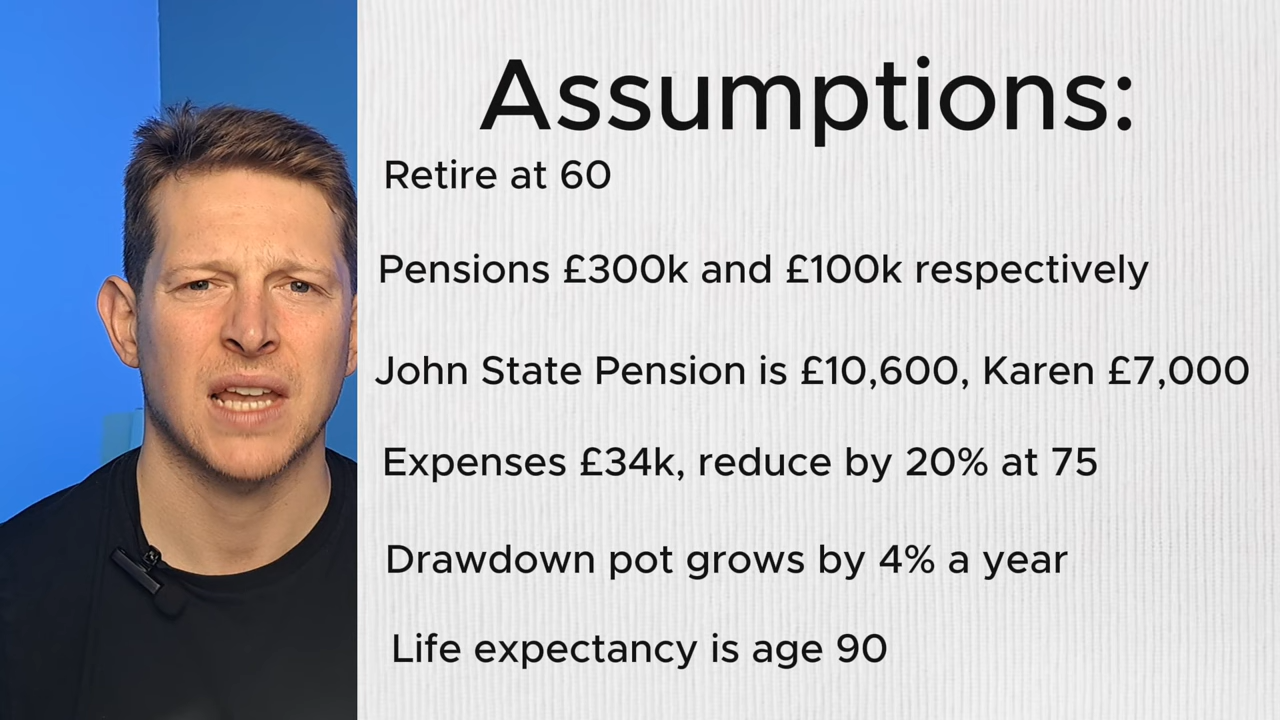 Assumptions:
Retire at 60
Pensions £300k and £100k respectively
John State Pension is £10,600, Karen £7,000
Expenses £34k, reduce by 20% at 75
Drawdown pot grows by 4% a year
Life expectancy is age 90